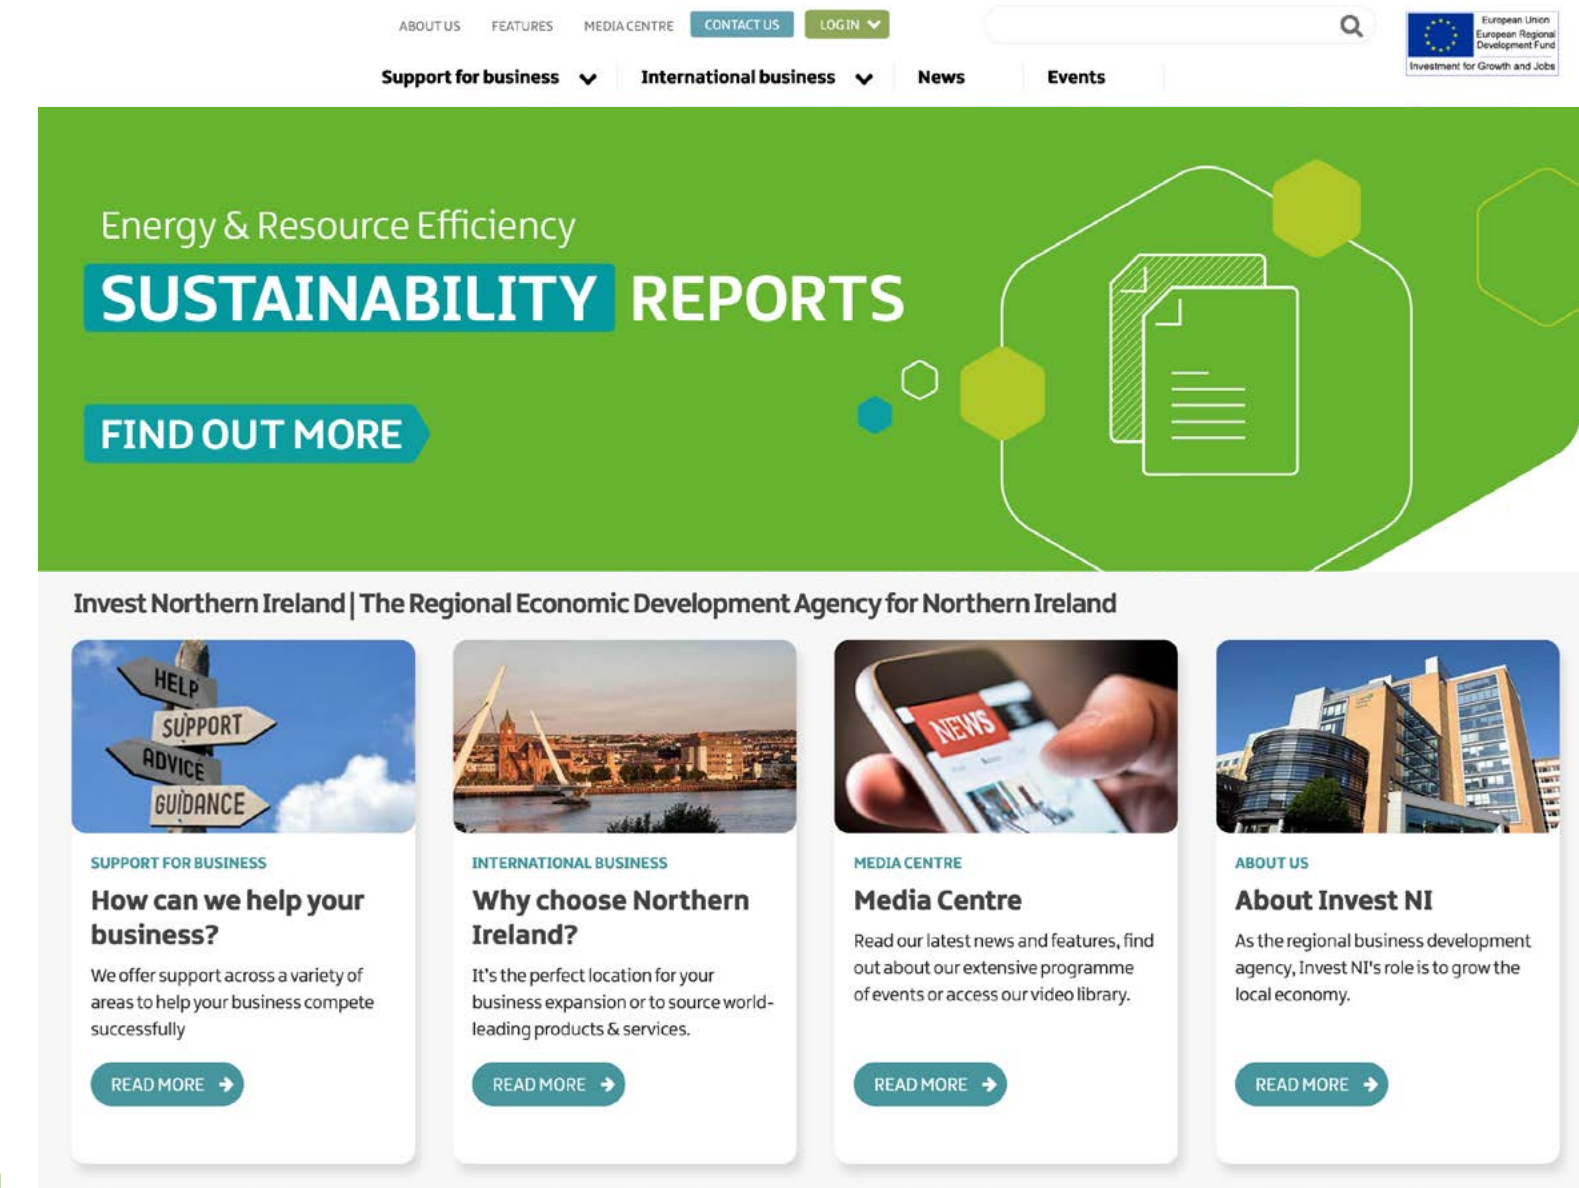 ABOUT US FEATURES MEDIA CENTRE CONTACT US LOG IN
European Union
European Regional
Development Fund
Investment for Growth and Jobs
Support for business International business News Events
Energy & Resource Efficiency
SUSTAINABILITY REPORTS
FIND OUT MORE
Invest Northern Ireland | The Regional Economic Development Agency for Northern Ireland
HELP
SUPPORT
ADVICE
GUIDANCE
SUPPORT FOR BUSINESS
How can we help your
business?
We offer support across a variety of
areas to help your business compete
successfully
READ MORE
INTERNATIONAL BUSINESS
Why choose Northern
Ireland?
It's the perfect location for your
business expansion or to source world-
leading products & services.
READ MORE
NEWS
MEDIA CENTRE
Media Centre
Read our latest news and features, find
out about our extensive programme
of events or access our video library.
READ MORE
ABOUT US
About Invest NI
As the regional business development
agency, Invest NI's role is to grow the
local economy.
READ MORE